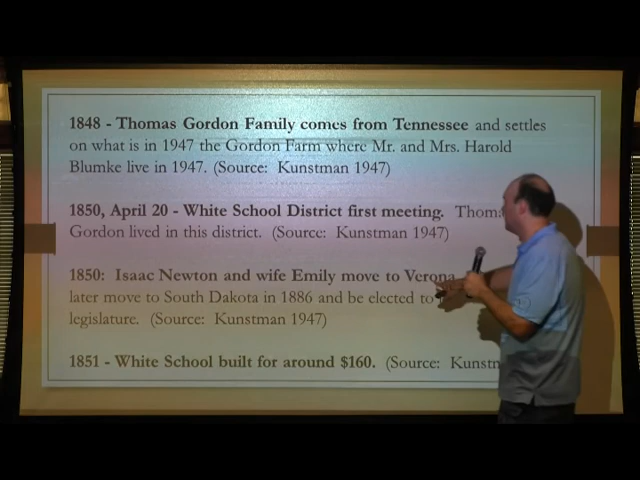 1848 - Thomas Gordon Family comes from Tennessee and settles
on what is in 1947 the Gordon Farm where Mr. and Mrs. Harold
Blumke live in 1947. (Source: Kunstman 1947)
1850, April 20 - White School District first meeting.
Gordon lived in this district. (Source: Kunstman 1947)
1850: Isaac Newton and wife Emily move to Verona
later move to South Dakota in 1886 and be elected to
legislature. (Source: Kunstman 1947)
1851 - White School built for around $160. (Source: